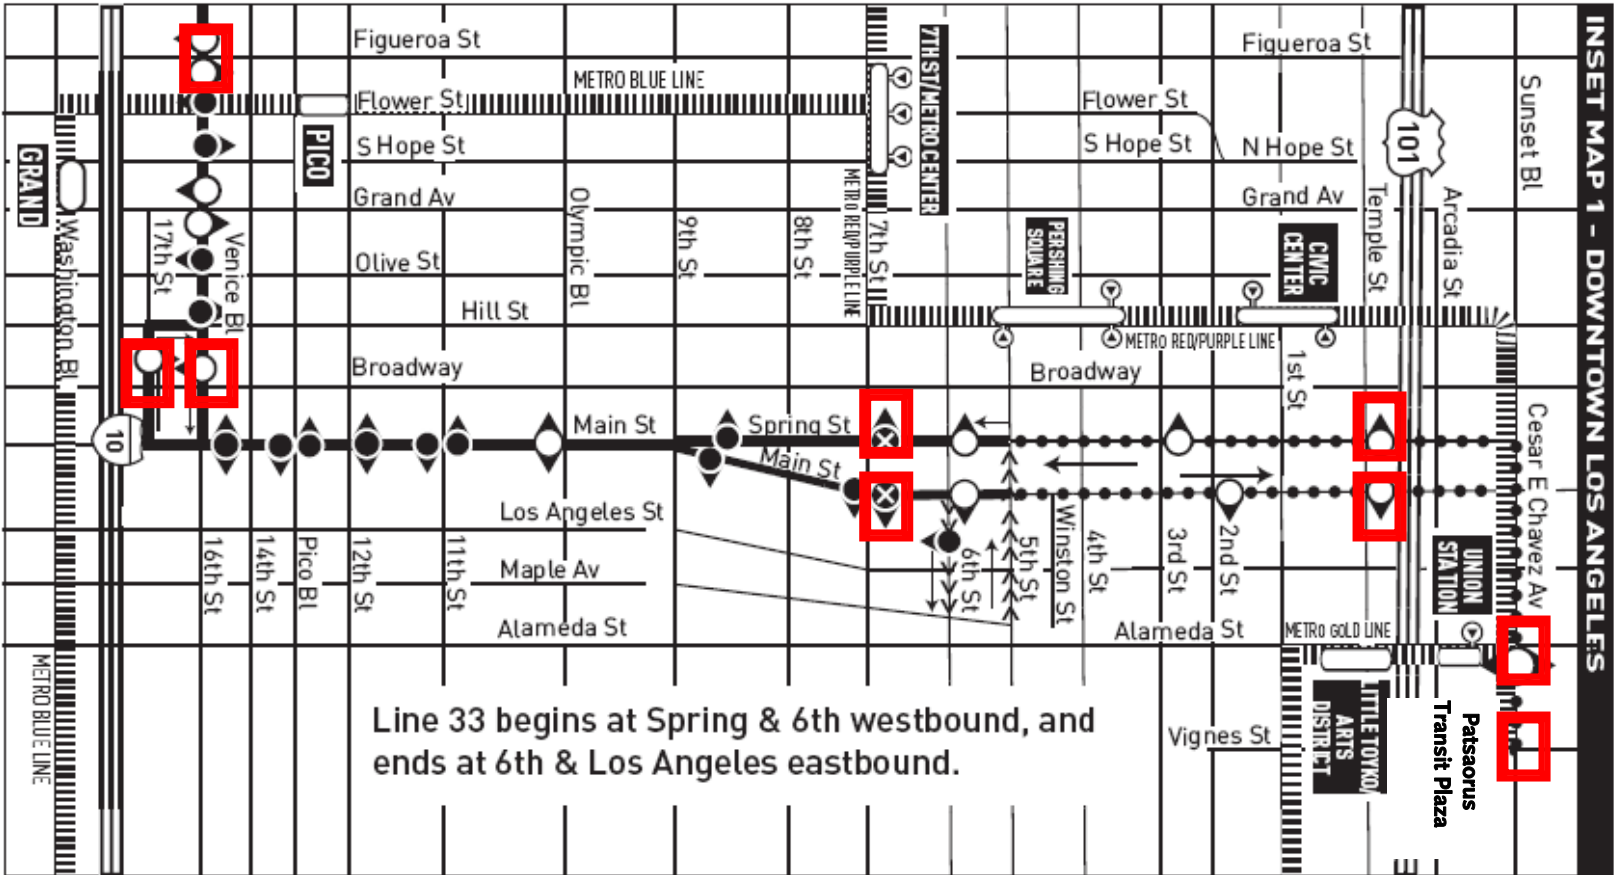 INSET MAP 1 - DOWNTOWN LOS ANGELES
Figueroa St
Figueroa St
METRO BLUE LINE
7TH ST/METRO CENTER
Flower St
Flower St
S Hope St
S Hope St
N Hope St
PICO
GRAND
Grand Av
Grand Av
101
Sunset Bl
Arcadia St
Temple St
Washington Bl
17th St
Venice Bl
Olive St
Olympic Bl
9th St
8th St
7th St
METRO RED/PURPLE LINE
PERSHING
SQUARE
CIVIC
CENTER
Hill St
METRO RED/PURPLE LINE
Broadway
Broadway
1st St
10
Main St
Spring St
Main St
Cesar E Chavez Av
Los Angeles St
Maple Av
Alameda St
16th St
14th St
Pico Bl
12th St
11th St
6th St
5th St
Winston St
4th St
3rd St
2nd St
UNION
STATION
Alameda St
METRO GOLD LINE
METRO BLUE LINE
LITTLE TOYKO/
ARTS
DISTRICT
Patsaorus
Transit Plaza
Vignes St
Line 33 begins at Spring & 6th westbound, and
ends at 6th & Los Angeles eastbound.